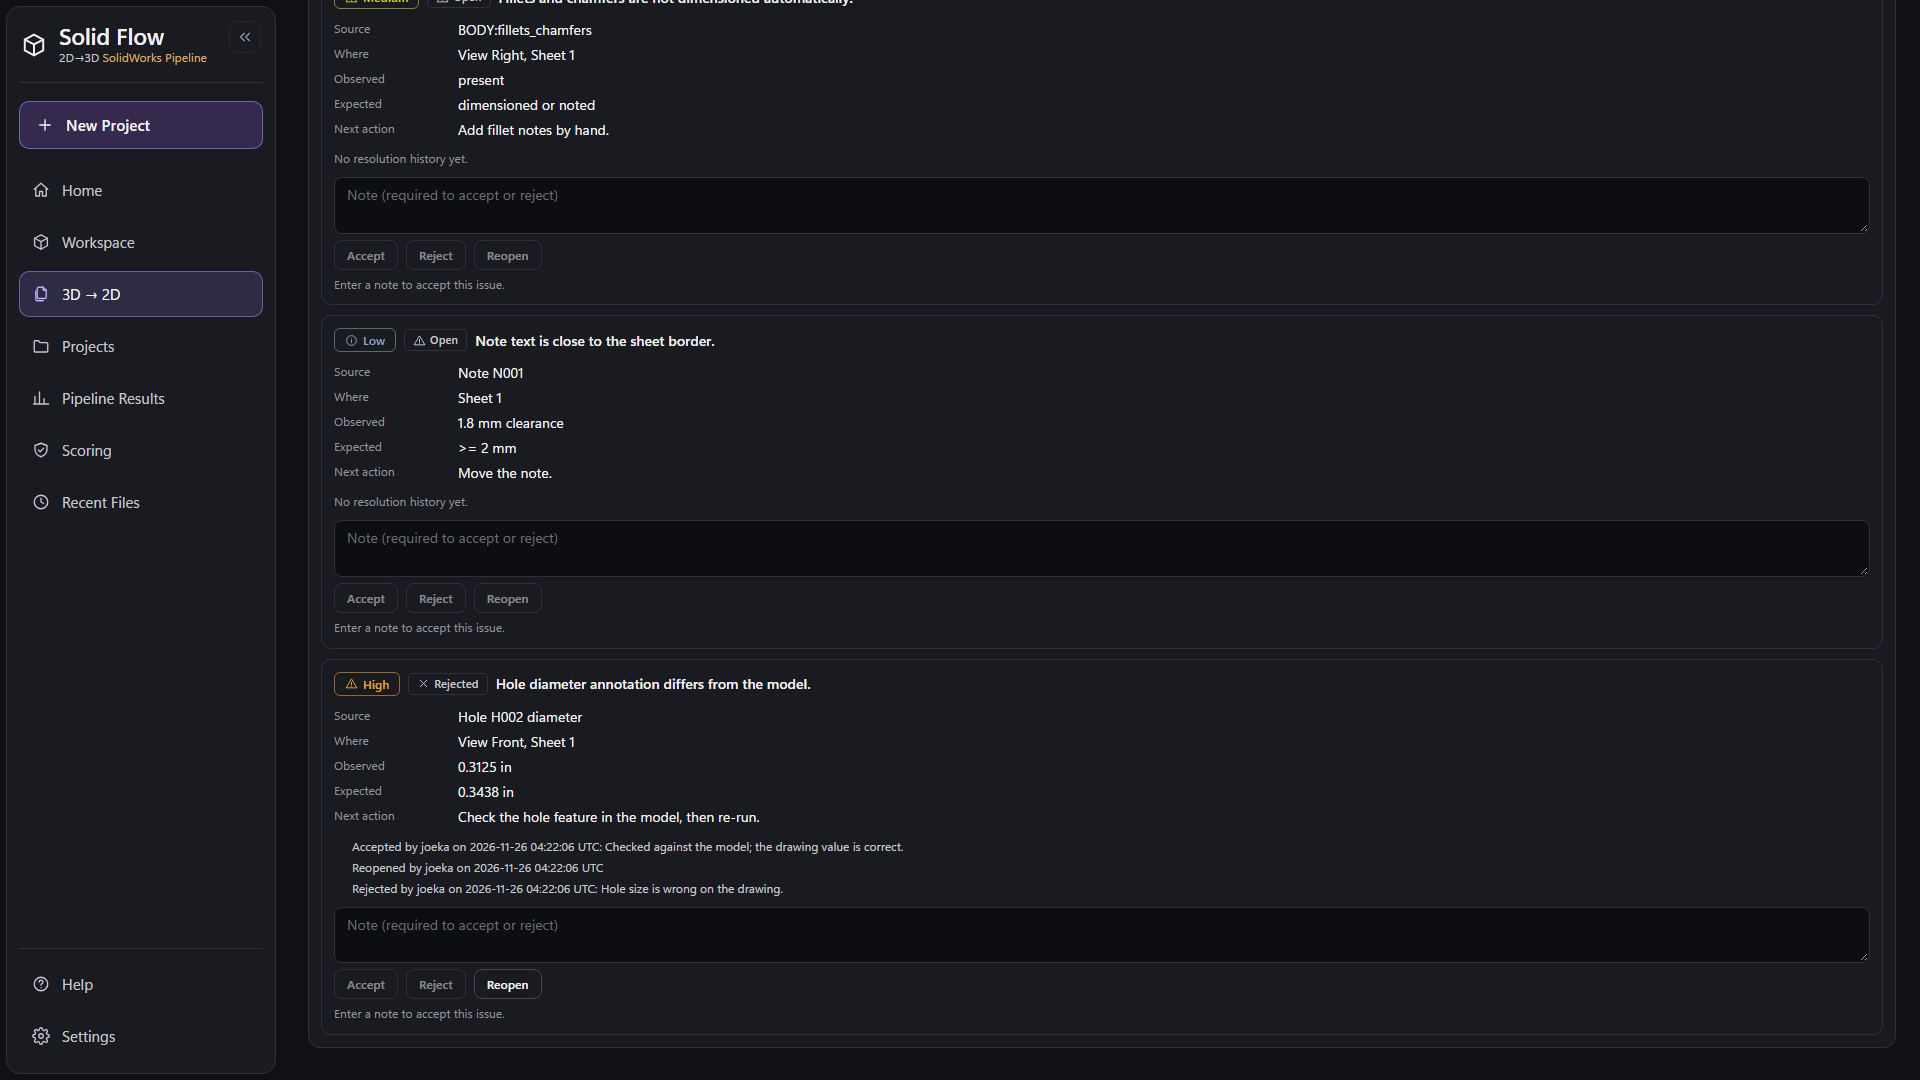 Solid Flow
2D→3D SolidWorks Pipeline
New Project
Home
Workspace
3D → 2D
Projects
Pipeline Results
Scoring
Recent Files
Help
Settings
Medium Open Fillets and chamfers are not dimensioned automatically.
Source BODY:fillets_chamfers
Where View Right, Sheet 1
Observed present
Expected dimensioned or noted
Next action Add fillet notes by hand.
No resolution history yet.
Note (required to accept or reject)
Accept Reject Reopen
Enter a note to accept this issue.
Low Open Note text is close to the sheet border.
Source Note N001
Where Sheet 1
Observed 1.8 mm clearance
Expected >= 2 mm
Next action Move the note.
No resolution history yet.
Note (required to accept or reject)
Accept Reject Reopen
Enter a note to accept this issue.
High Rejected Hole diameter annotation differs from the model.
Source Hole H002 diameter
Where View Front, Sheet 1
Observed 0.3125 in
Expected 0.3438 in
Next action Check the hole feature in the model, then re-run.
Accepted by joeka on 2026-11-26 04:22:06 UTC: Checked against the model; the drawing value is correct.
Reopened by joeka on 2026-11-26 04:22:06 UTC
Rejected by joeka on 2026-11-26 04:22:06 UTC: Hole size is wrong on the drawing.
Note (required to accept or reject)
Accept Reject Reopen
Enter a note to accept this issue.